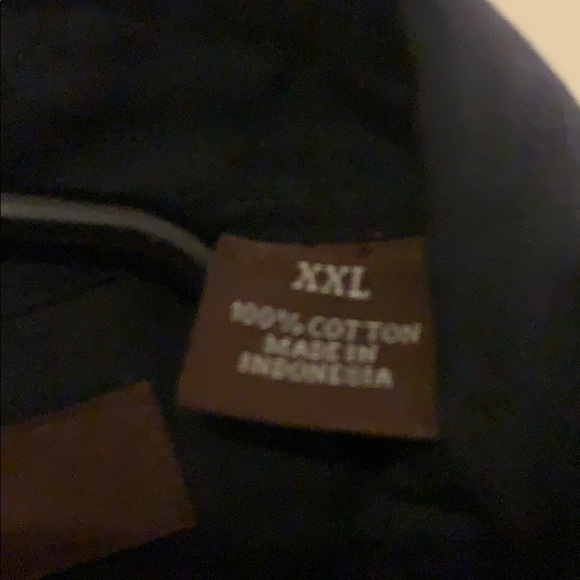 XXL
100% COTTON
MADE IN
INDONESIA